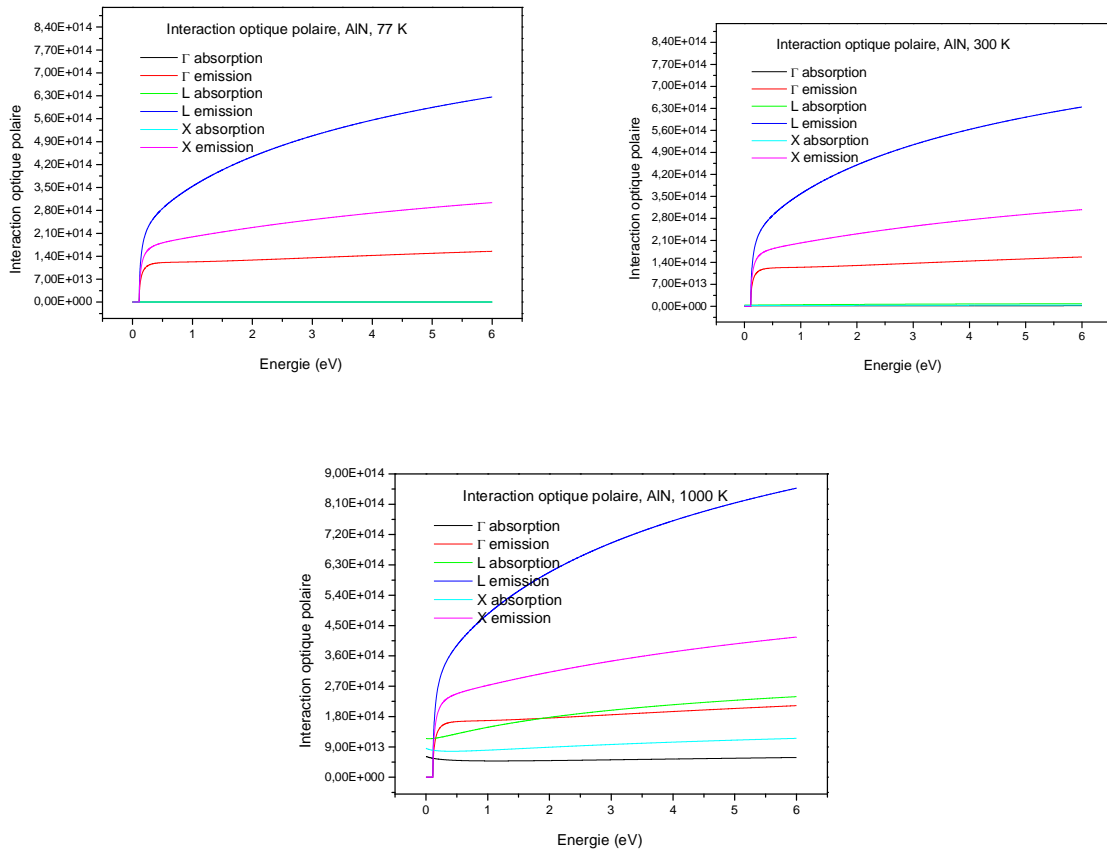 Interaction optique polaire, AlN, 77 K
Γ absorption
Γ emission
L absorption
L emission
X absorption
X emission
8,40E+014
7,70E+014
7,00E+014
6,30E+014
5,60E+014
4,90E+014
4,20E+014
3,50E+014
2,80E+014
2,10E+014
1,40E+014
7,00E+013
0,00E+000
Interaction optique polaire
0 1 2 3 4 5 6
Energie (eV)
Interaction optique polaire, AlN, 300 K
Γ absorption
Γ emission
L absorption
L emission
X absorption
X emission
8,40E+014
7,70E+014
7,00E+014
6,30E+014
5,60E+014
4,90E+014
4,20E+014
3,50E+014
2,80E+014
2,10E+014
1,40E+014
7,00E+013
0,00E+000
Interaction optique polaire
0 1 2 3 4 5 6
Energie (eV)
Interaction optique polaire, AlN, 1000 K
Γ absorption
Γ emission
L absorption
L emission
X absorption
X emission
9,00E+014
8,10E+014
7,20E+014
6,30E+014
5,40E+014
4,50E+014
3,60E+014
2,70E+014
1,80E+014
9,00E+013
0,00E+000
Interaction optique polaire
0 1 2 3 4 5 6
Energie (eV)